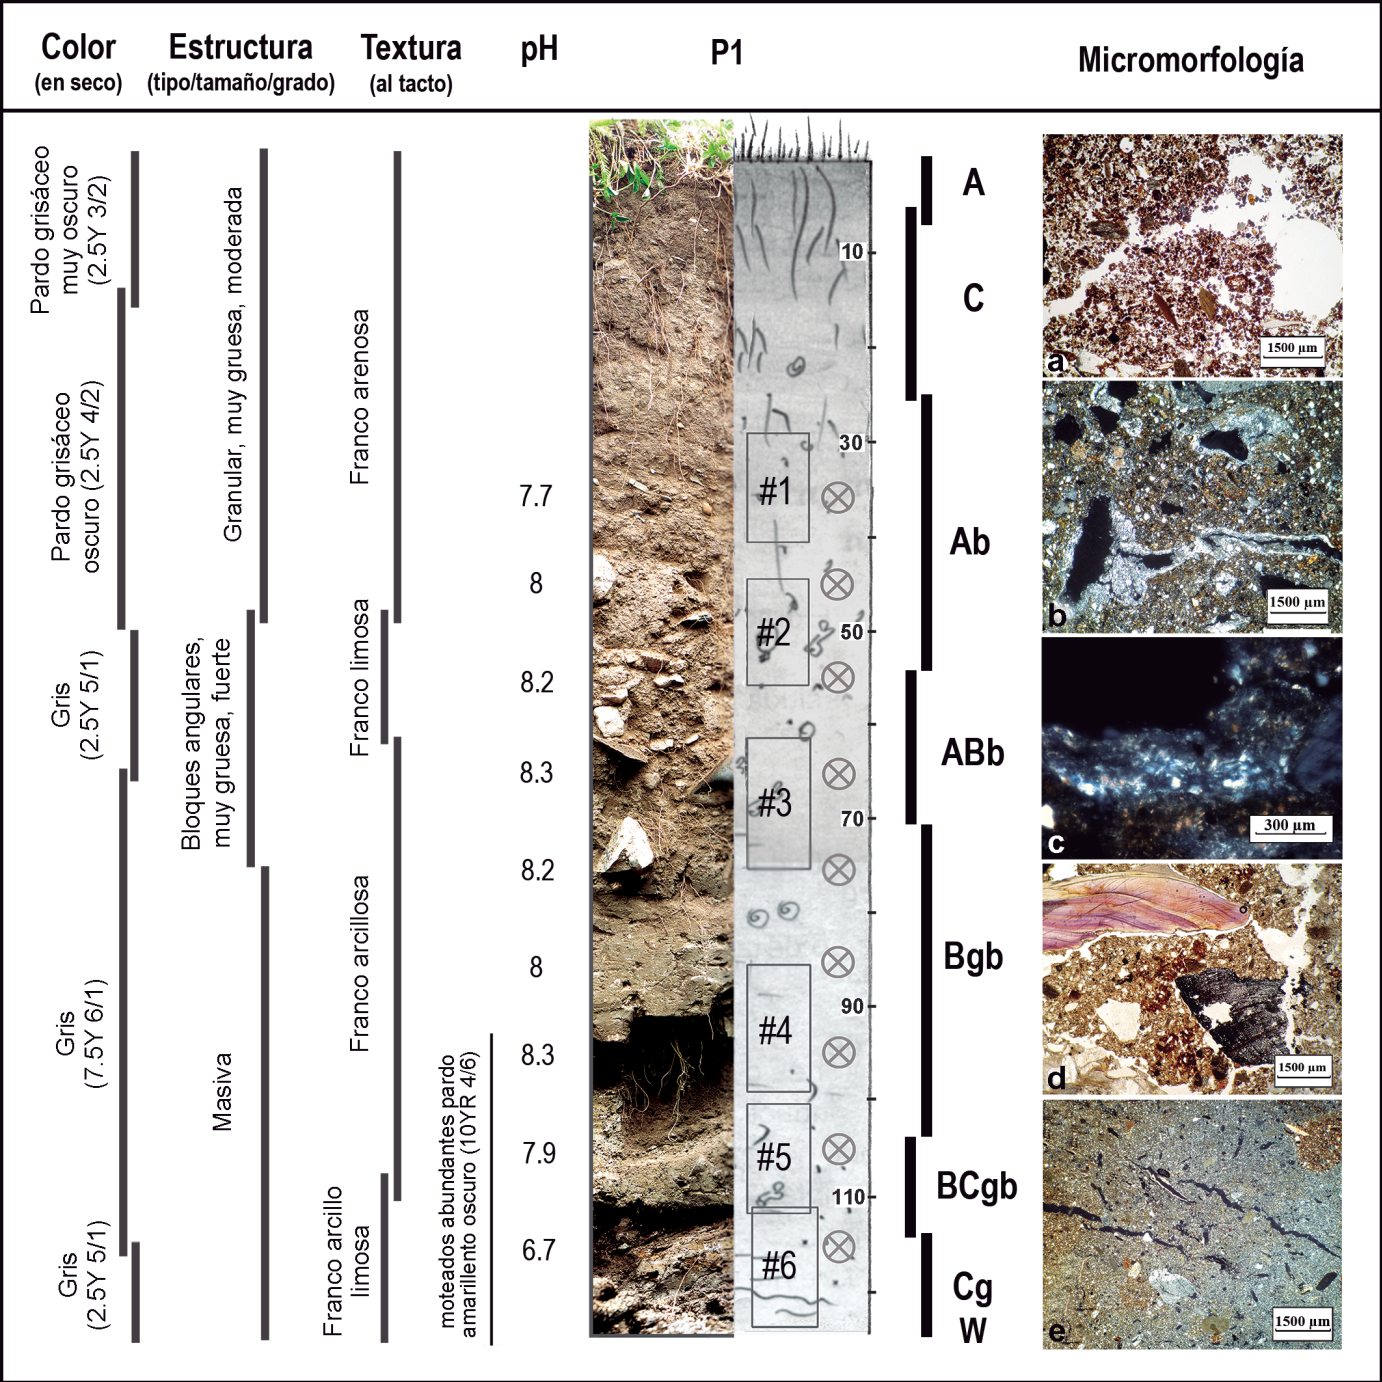 Color
(en seco)
Estructura
(tipo/tamaño/grado)
Textura
(al tacto)
pH
P1
Micromorfología
Pardo grisáceo
muy oscuro
(2.5Y 3/2)
Pardo grisáceo
oscuro (2.5Y 4/2)
Gris
(2.5Y 5/1)
Gris
(7.5Y 6/1)
Gris
(2.5Y 5/1)
Granular, muy gruesa, moderada
Bloques angulares,
muy gruesa, fuerte
Masiva
Franco arenosa
Franco limosa
Franco arcillosa
Franco arcillo
limosa
moteados abundantes pardo
amarillento oscuro (10YR 4/6)
7.7
8
8.2
8.3
8.2
8
8.3
7.9
6.7
#1
#2
#3
#4
#5
#6
10
30
50
70
90
110
A
C
Ab
ABb
Bgb
BCgb
Cg
W
1500 µm
a
1500 µm
b
300 µm
c
1500 µm
d
1500 µm
e